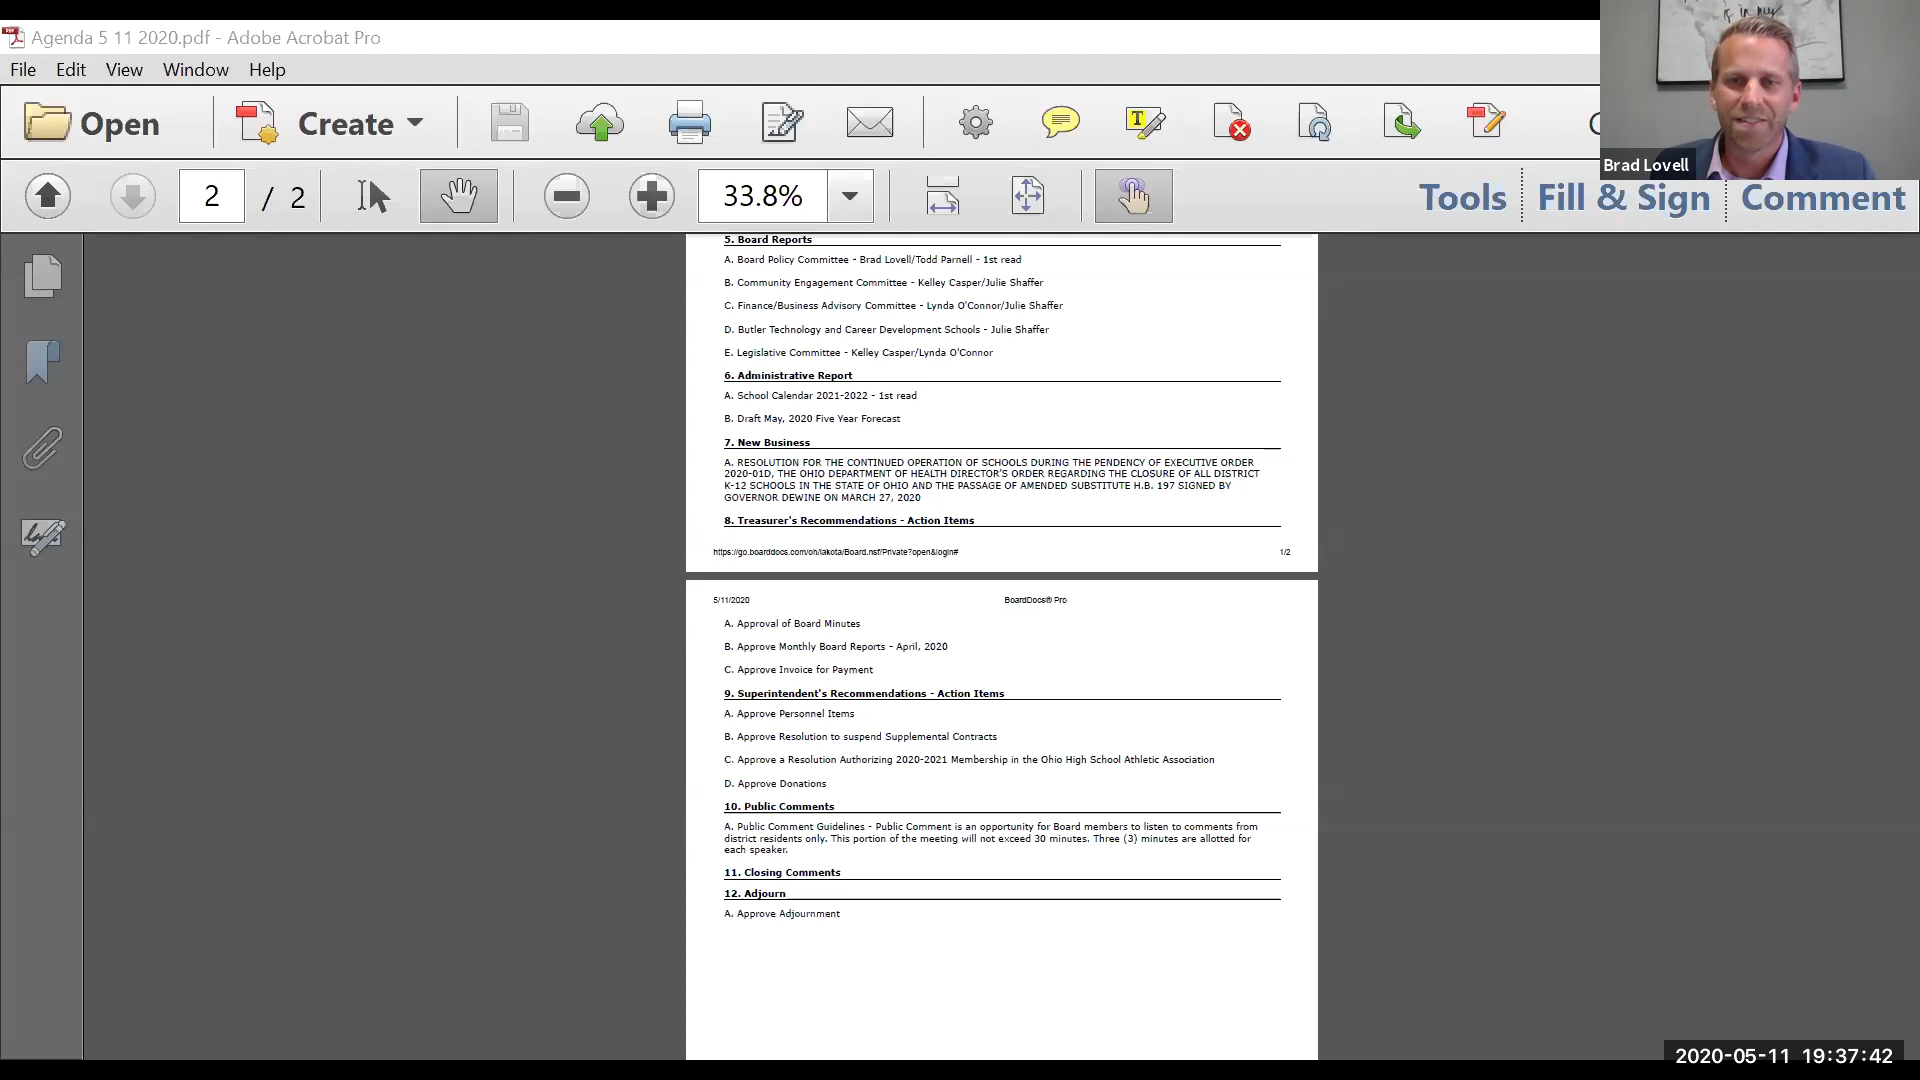 Agenda 5 11 2020.pdf - Adobe Acrobat Pro
File Edit View Window Help
Open Create
2 / 2 33.8% Tools Fill & Sign Comment
Brad Lovell
5. Board Reports
A. Board Policy Committee - Brad Lovell/Todd Parnell - 1st read
B. Community Engagement Committee - Kelley Casper/Julie Shaffer
C. Finance/Business Advisory Committee - Lynda O'Connor/Julie Shaffer
D. Butler Technology and Career Development Schools - Julie Shaffer
E. Legislative Committee - Kelley Casper/Lynda O'Connor
6. Administrative Report
A. School Calendar 2021-2022 - 1st read
B. Draft May, 2020 Five Year Forecast
7. New Business
A. RESOLUTION FOR THE CONTINUED OPERATION OF SCHOOLS DURING THE PENDENCY OF EXECUTIVE ORDER
2020-01D, THE OHIO DEPARTMENT OF HEALTH DIRECTOR'S ORDER REGARDING THE CLOSURE OF ALL DISTRICT
K-12 SCHOOLS IN THE STATE OF OHIO AND THE PASSAGE OF AMENDED SUBSTITUTE H.B. 197 SIGNED BY
GOVERNOR DEWINE ON MARCH 27, 2020
8. Treasurer's Recommendations - Action Items
https://go.boarddocs.com/oh/lakota/Board.nsf/Private?open&login# 1/2
5/11/2020 BoardDocs® Pro
A. Approval of Board Minutes
B. Approve Monthly Board Reports - April, 2020
C. Approve Invoice for Payment
9. Superintendent's Recommendations - Action Items
A. Approve Personnel Items
B. Approve Resolution to suspend Supplemental Contracts
C. Approve a Resolution Authorizing 2020-2021 Membership in the Ohio High School Athletic Association
D. Approve Donations
10. Public Comments
A. Public Comment Guidelines - Public Comment is an opportunity for Board members to listen to comments from
district residents only. This portion of the meeting will not exceed 30 minutes. Three (3) minutes are allotted for
each speaker.
11. Closing Comments
12. Adjourn
A. Approve Adjournment
2020-05-11 19:37:42